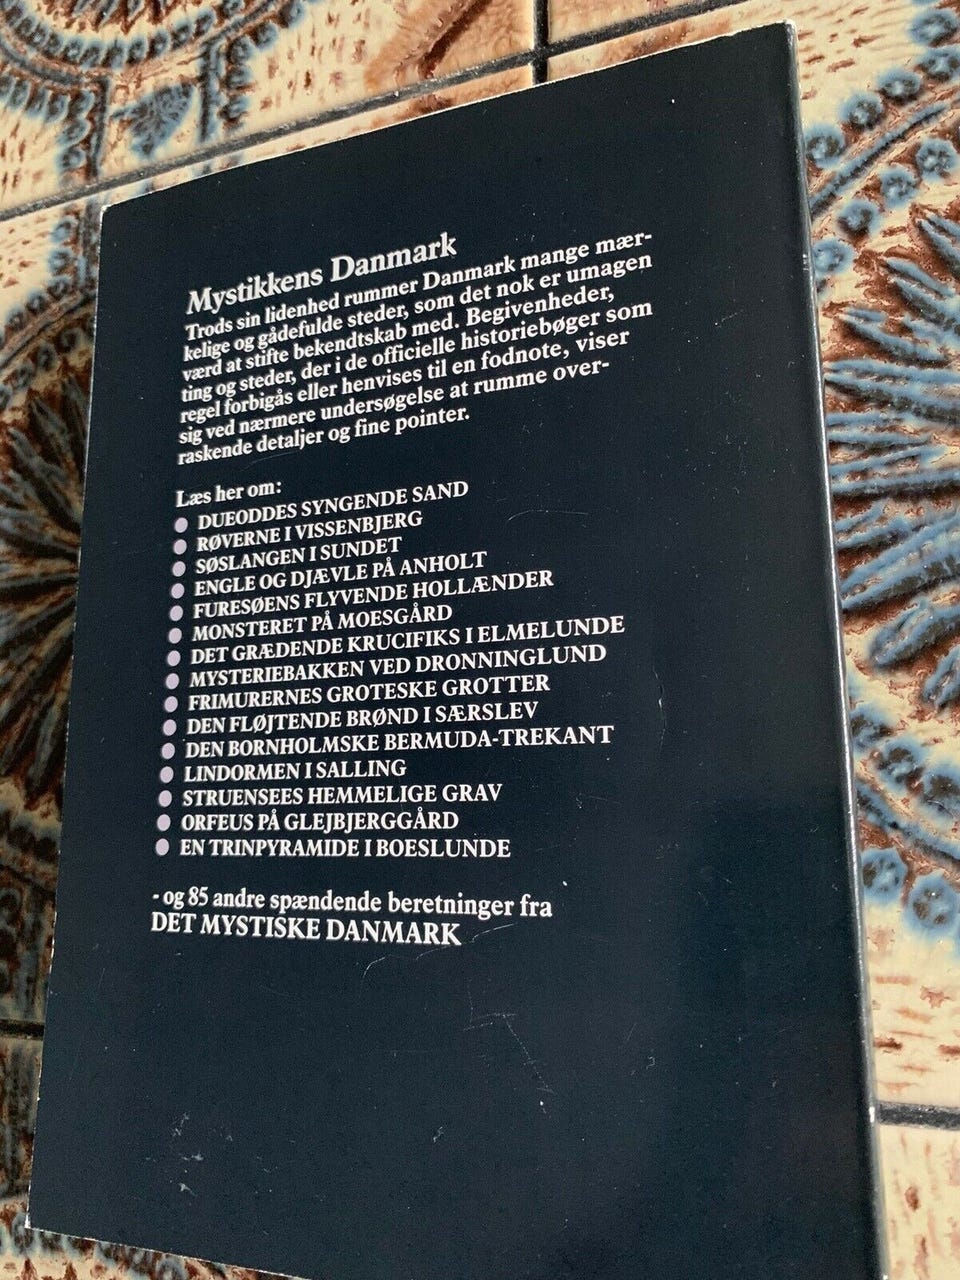 Mystikkens Danmark
Trods sin lidenhed rummer Danmark mange mær-
kelige og gådefulde steder, som det nok er umagen
værd at stifte bekendtskab med. Begivenheder,
ting og steder, der i de officielle historiebøger som
regel forbigås eller henvises til en fodnote, viser
sig ved nærmere undersøgelse at rumme over-
raskende detaljer og fine pointer.
Læs her om:
● DUEODDES SYNGENDE SAND
● RØVERNE I VISSENBJERG
● SØSLANGEN I SUNDET
● ENGLE OG DJÆVLE PÅ ANHOLT
● FURESØENS FLYVENDE HOLLÆNDER
● MONSTERET PÅ MOESGÅRD
● DET GRÆDENDE KRUCIFIKS I ELMELUNDE
● MYSTERIEBAKKEN VED DRONNINGLUND
● FRIMURERNES GROTESKE GROTTER
● DEN FLØJTENDE BRØND I SÆRSLEV
● DEN BORNHOLMSKE BERMUDA-TREKANT
● LINDORMEN I SALLING
● STRUENSEES HEMMELIGE GRAV
● ORFEUS PÅ GLEJBJERGGÅRD
● EN TRINPYRAMIDE I BOESLUNDE
- og 85 andre spændende beretninger fra
DET MYSTISKE DANMARK